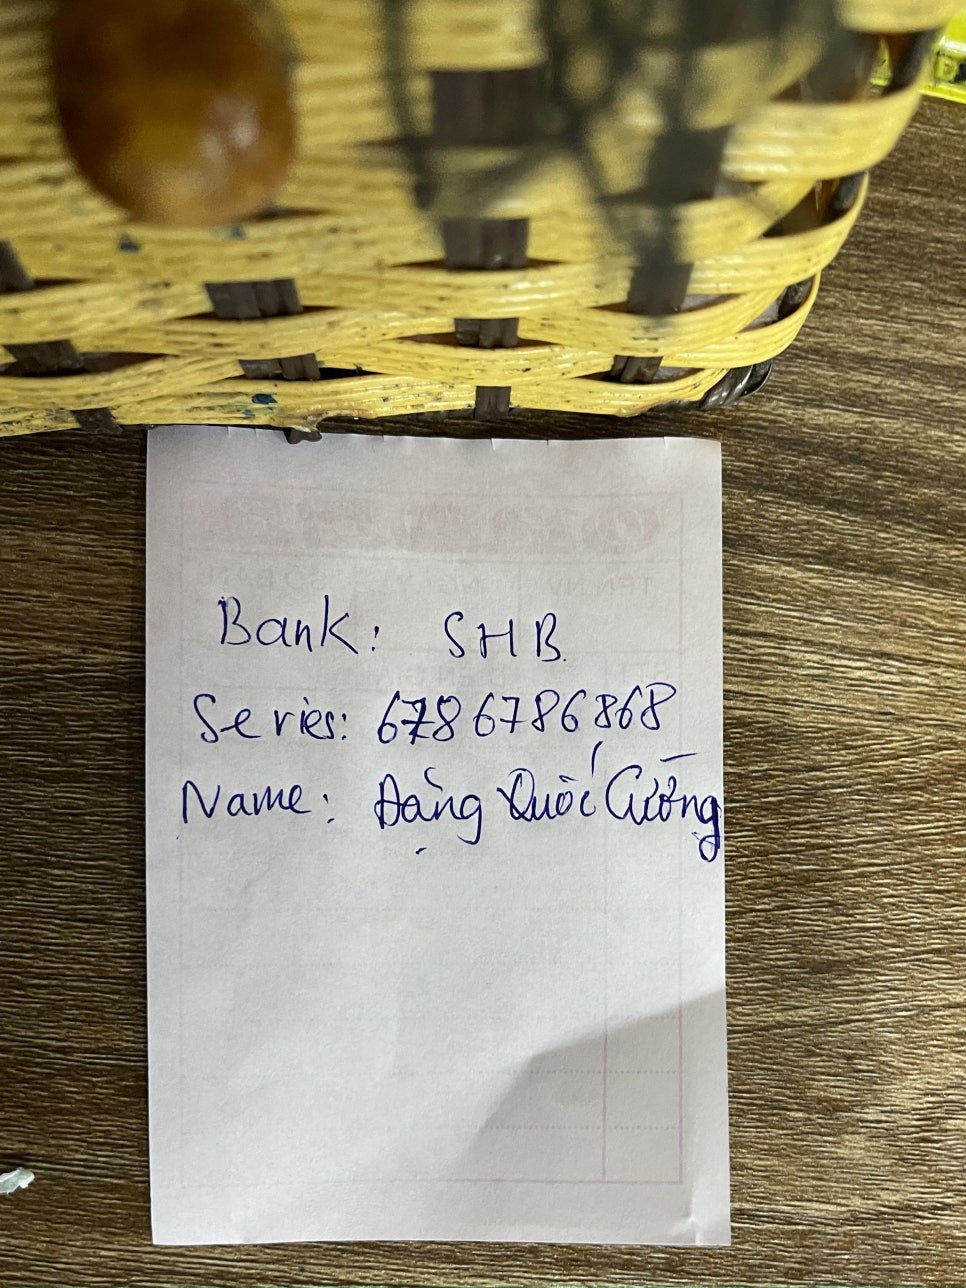 Bank: SHB.
Series: 6786786868
Name: Đặng Quốc Cường